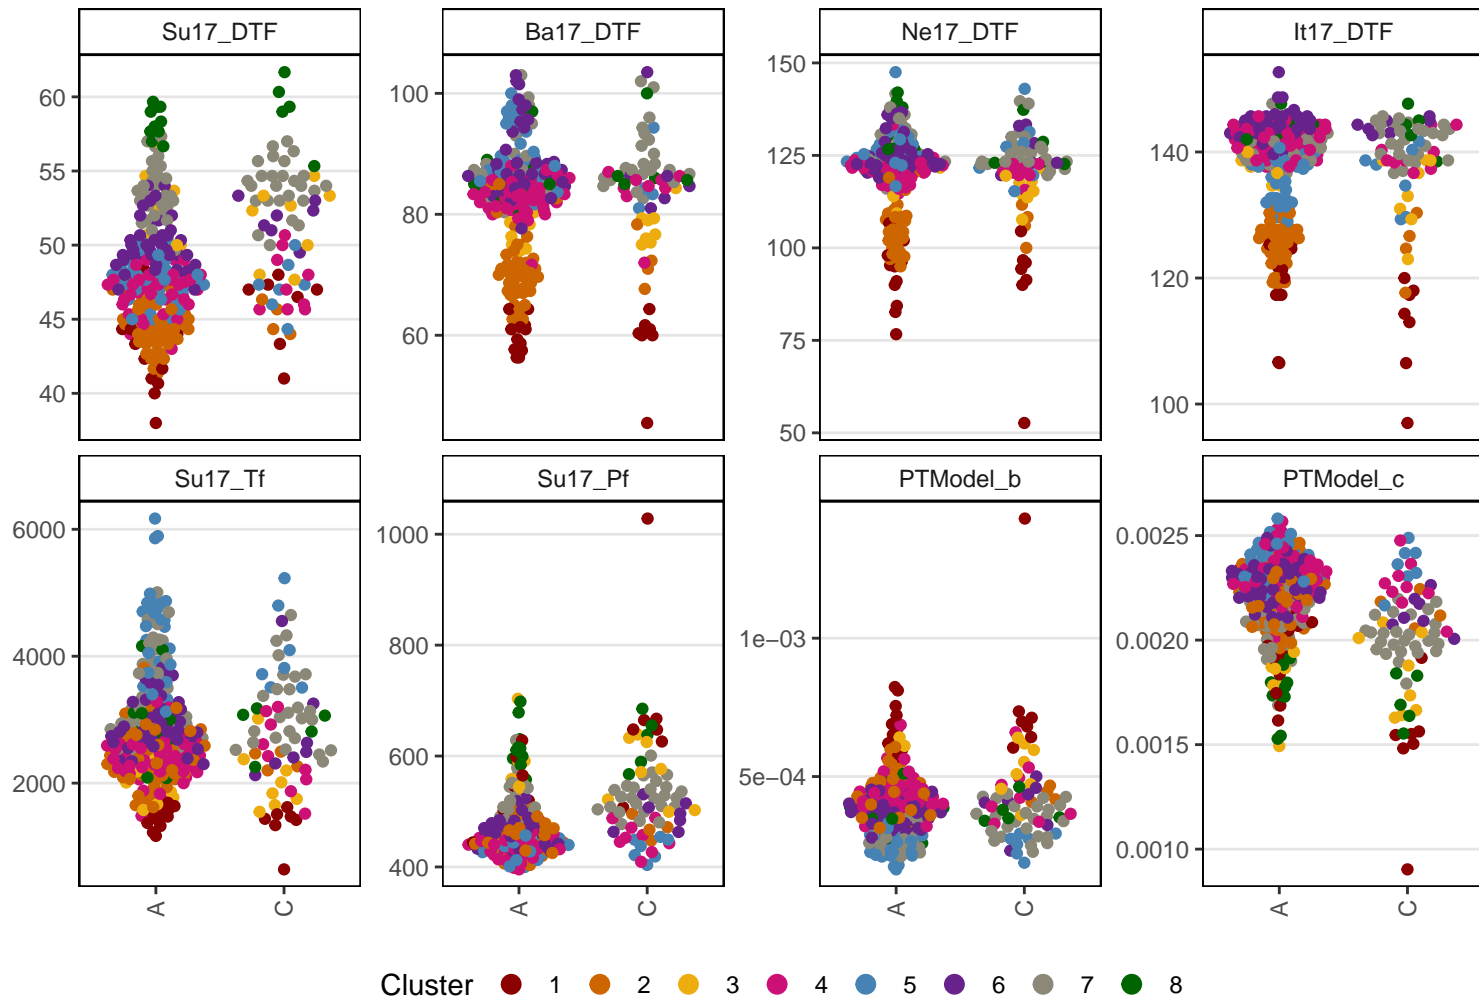 Su17_DTF Ba17_DTF Ne17_DTF It17_DTF
60 100 150 140
55 80 125 120
50 60 100 100
45 75
40 50
Su17_Tf Su17_Pf PTModel_b PTModel_c
6000 1000 1e−03 0.0025
4000 800 5e−04 0.0020
2000 600 0.0015
400 0.0010
A C A C A C A C
Cluster 1 2 3 4 5 6 7 8